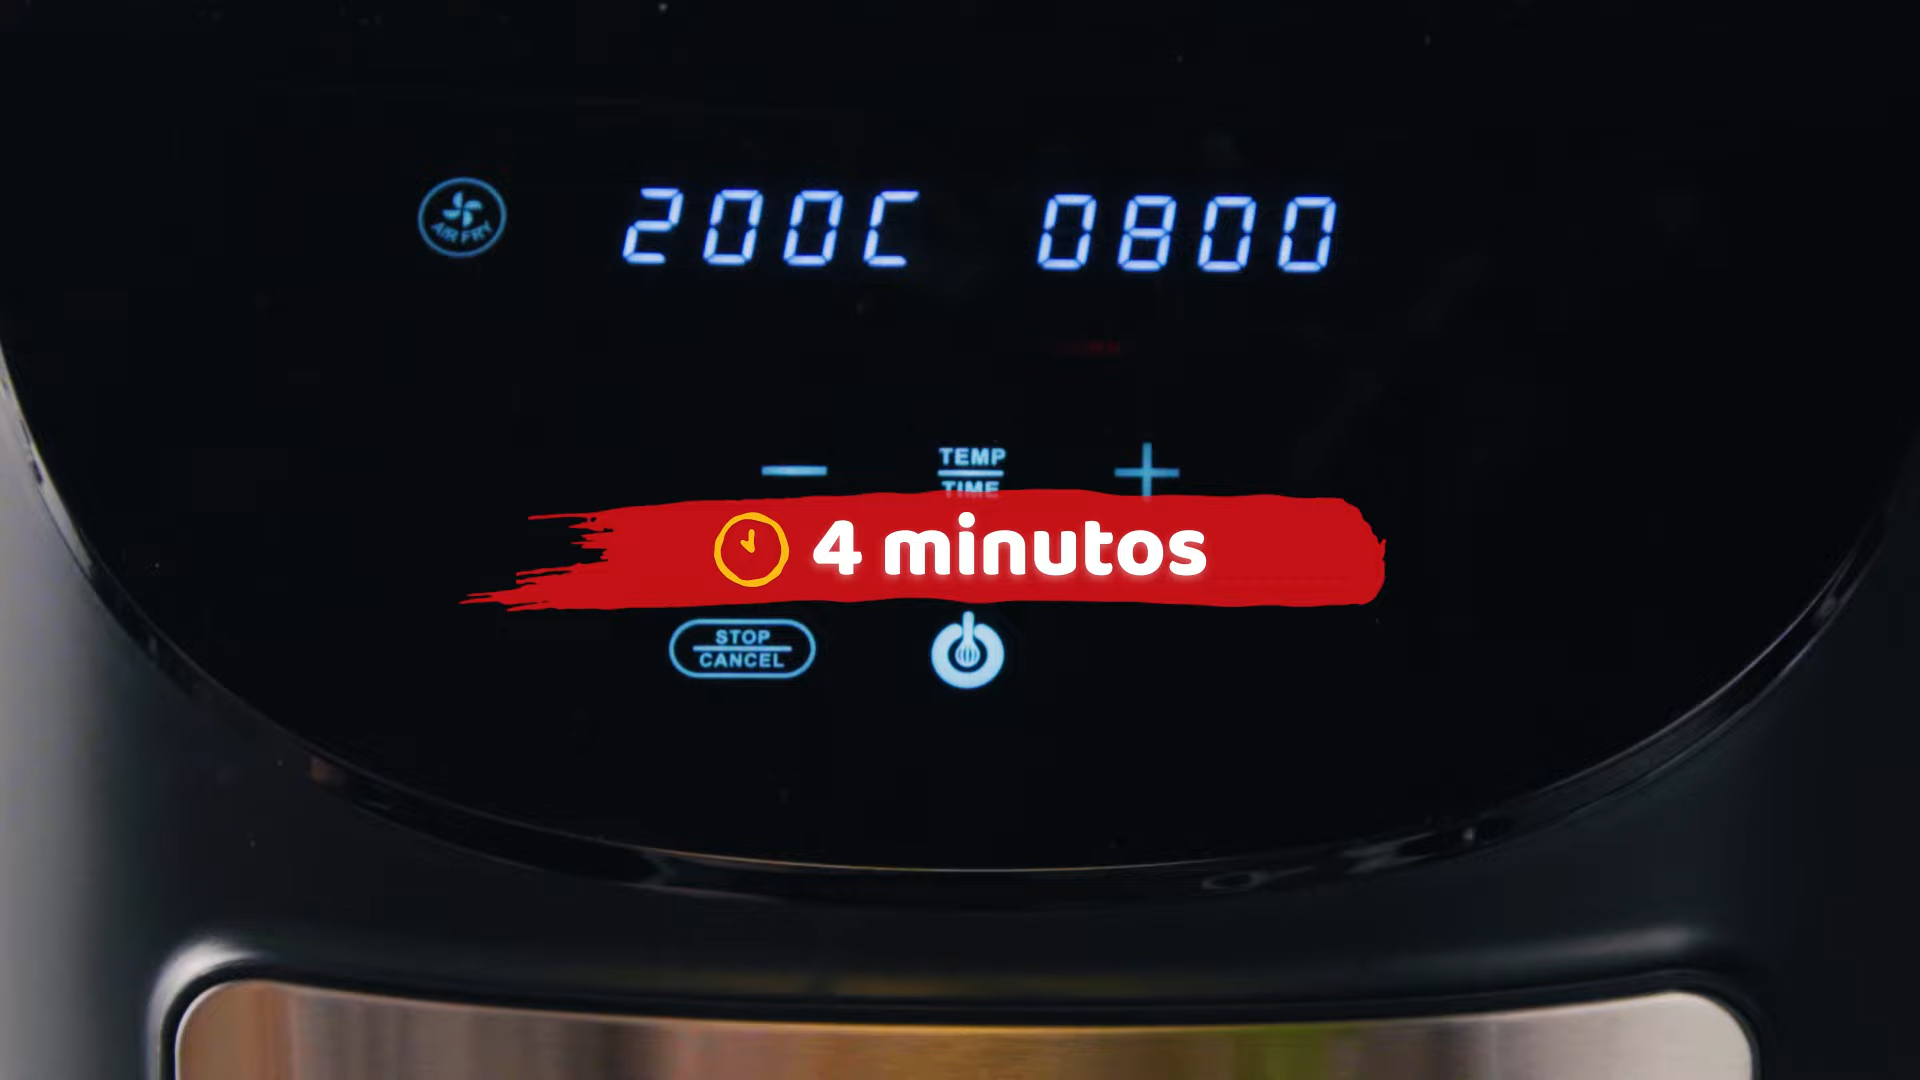 AIR FRY
200C 0800
TEMP
TIME
4 minutos
STOP
CANCEL